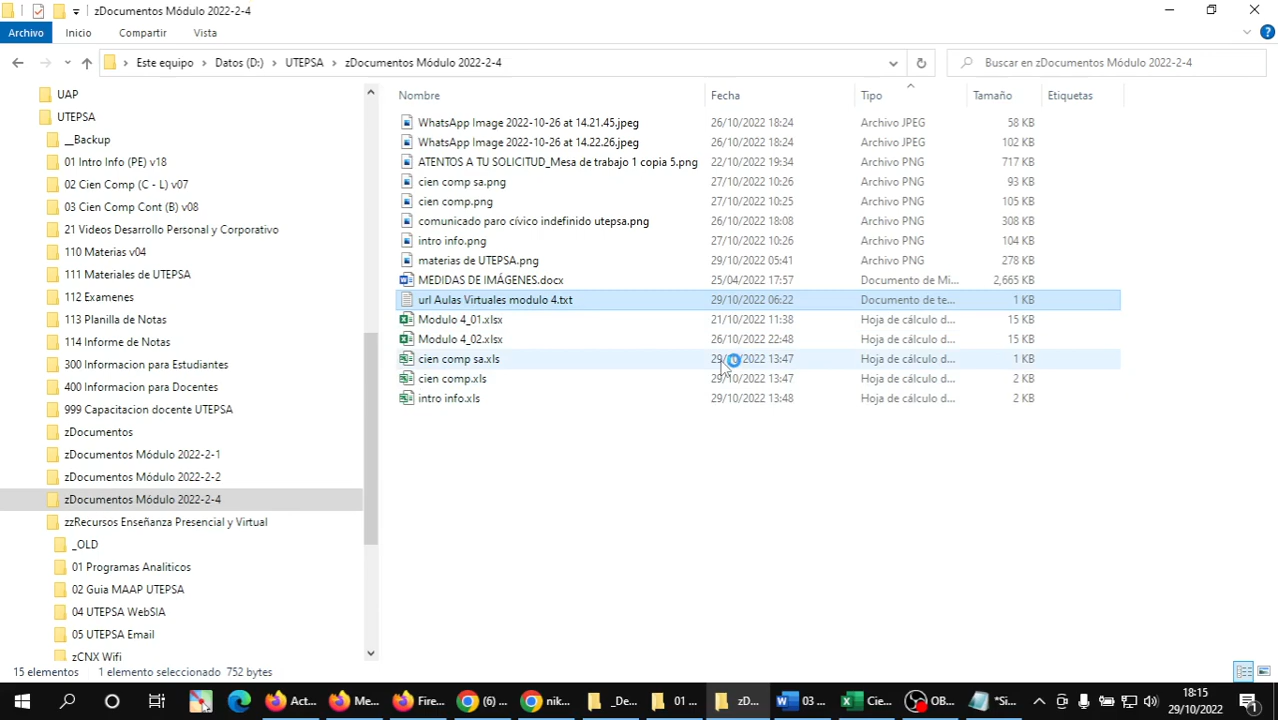 zDocumentos Módulo 2022-2-4
Archivo Inicio Compartir Vista
Este equipo Datos (D:) UTEPSA zDocumentos Módulo 2022-2-4
Buscar en zDocumentos Módulo 2022-2-4
UAP
UTEPSA
__Backup
01 Intro Info (PE) v18
02 Cien Comp (C - L) v07
03 Cien Comp Cont (B) v08
21 Videos Desarrollo Personal y Corporativo
110 Materias v04
111 Materiales de UTEPSA
112 Examenes
113 Planilla de Notas
114 Informe de Notas
300 Informacion para Estudiantes
400 Informacion para Docentes
999 Capacitacion docente UTEPSA
zDocumentos
zDocumentos Módulo 2022-2-1
zDocumentos Módulo 2022-2-2
zDocumentos Módulo 2022-2-4
zzRecursos Enseñanza Presencial y Virtual
_OLD
01 Programas Analiticos
02 Guia MAAP UTEPSA
04 UTEPSA WebSIA
05 UTEPSA Email
zCNX Wifi
Nombre Fecha Tipo Tamaño Etiquetas
WhatsApp Image 2022-10-26 at 14.21.45.jpeg 26/10/2022 18:24 Archivo JPEG 58 KB
WhatsApp Image 2022-10-26 at 14.22.26.jpeg 26/10/2022 18:24 Archivo JPEG 102 KB
ATENTOS A TU SOLICITUD_Mesa de trabajo 1 copia 5.png 22/10/2022 19:34 Archivo PNG 717 KB
cien comp sa.png 27/10/2022 10:26 Archivo PNG 93 KB
cien comp.png 27/10/2022 10:25 Archivo PNG 105 KB
comunicado paro cívico indefinido utepsa.png 26/10/2022 18:08 Archivo PNG 308 KB
intro info.png 27/10/2022 10:26 Archivo PNG 104 KB
materias de UTEPSA.png 29/10/2022 05:41 Archivo PNG 278 KB
MEDIDAS DE IMÁGENES.docx 25/04/2022 17:57 Documento de Mi... 2,665 KB
url Aulas Virtuales modulo 4.txt 29/10/2022 06:22 Documento de te... 1 KB
Modulo 4_01.xlsx 21/10/2022 11:38 Hoja de cálculo d... 15 KB
Modulo 4_02.xlsx 26/10/2022 22:48 Hoja de cálculo d... 15 KB
cien comp sa.xls 29/10/2022 13:47 Hoja de cálculo d... 1 KB
cien comp.xls 29/10/2022 13:47 Hoja de cálculo d... 2 KB
intro info.xls 29/10/2022 13:48 Hoja de cálculo d... 2 KB
15 elementos 1 elemento seleccionado 752 bytes
Act... Me... Fire... (20... nik... _De... 01 ... zD... 03 ... Cie... OB... *Si...
18:15
29/10/2022
1